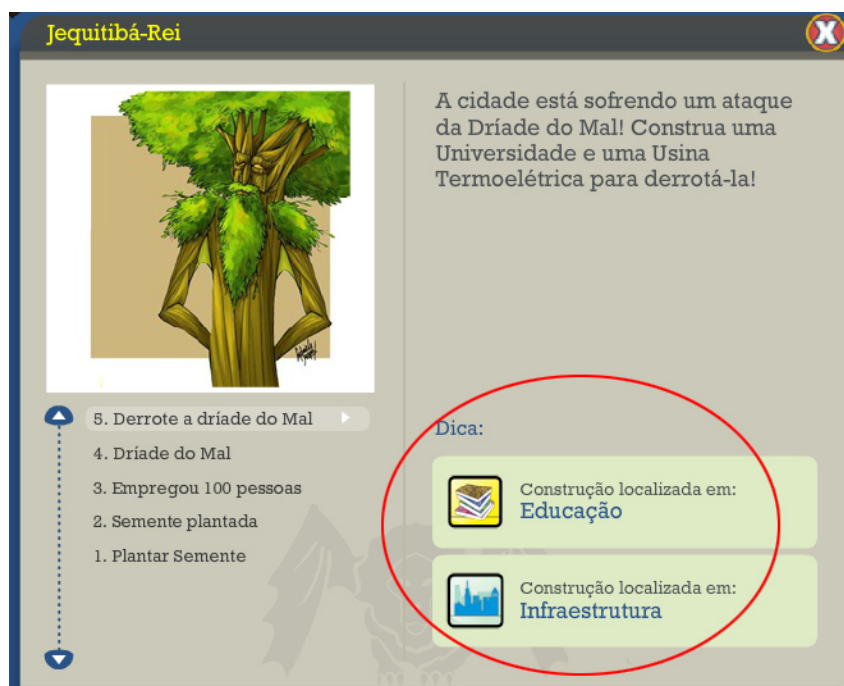 Jequitibá-Rei
X
A cidade está sofrendo um ataque
da Dríade do Mal! Construa uma
Universidade e uma Usina
Termoelétrica para derrotá-la!
5. Derrote a dríade do Mal
4. Dríade do Mal
3. Empregou 100 pessoas
2. Semente plantada
1. Plantar Semente
Dica:
Construção localizada em:
Educação
Construção localizada em:
Infraestrutura